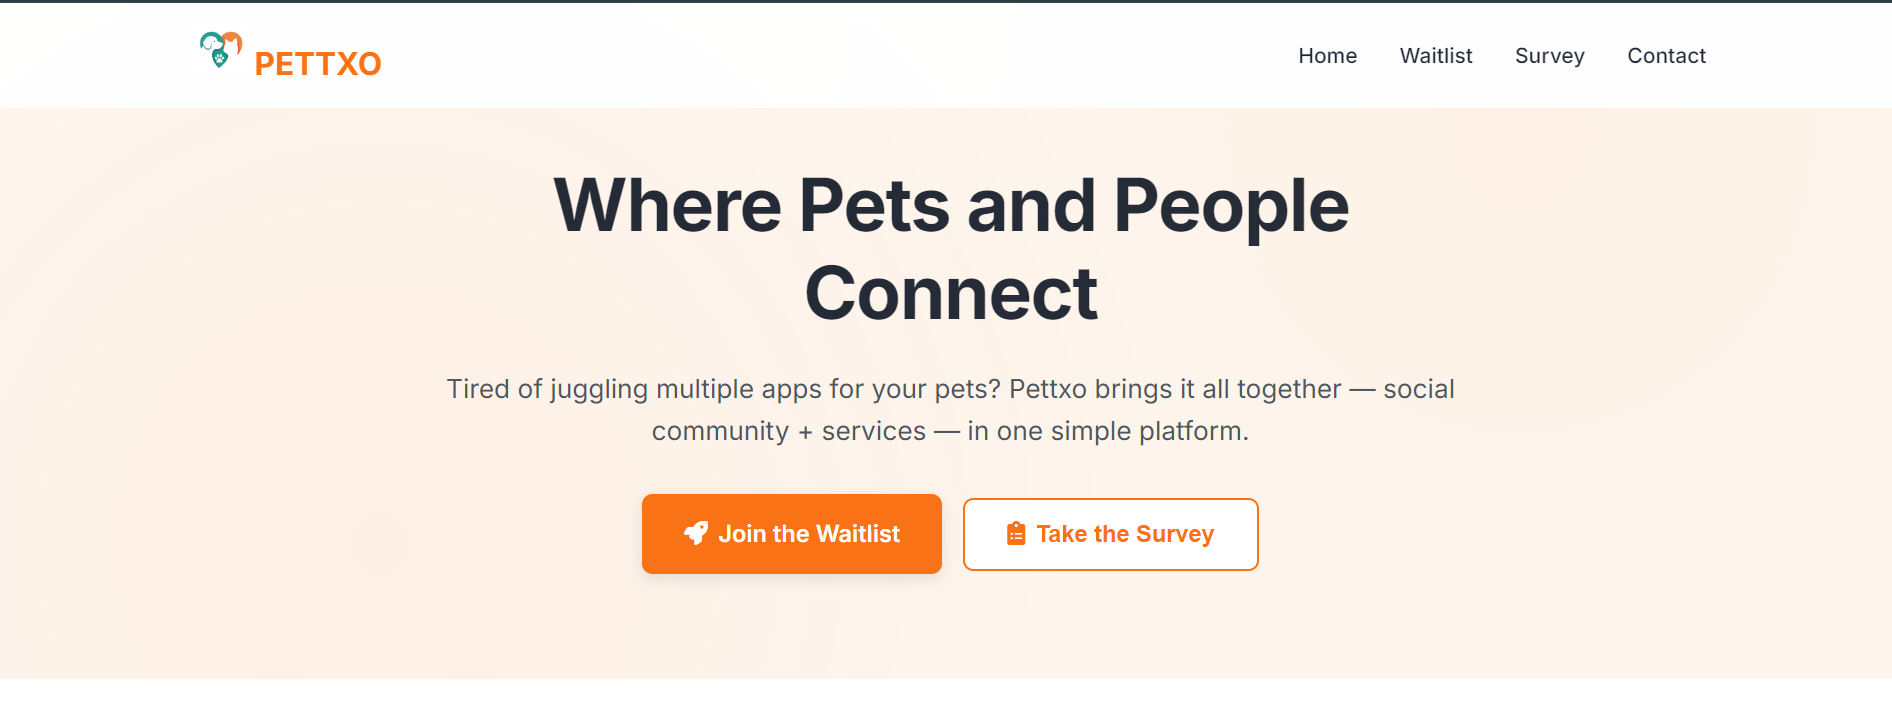 PETTXO
Home
Waitlist
Survey
Contact
Where Pets and People
Connect
Tired of juggling multiple apps for your pets? Pettxo brings it all together — social
community + services — in one simple platform.
Join the Waitlist
Take the Survey